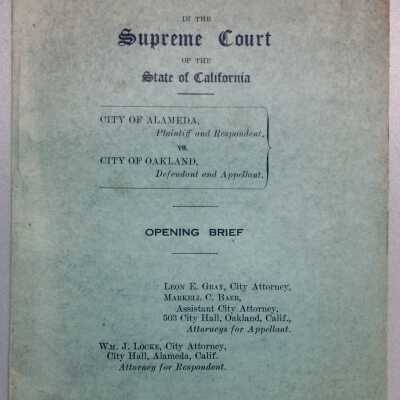 IN THE
Supreme Court
OF THE
State of California
CITY OF ALAMEDA,
Plaintiff and Respondent,
vs.
CITY OF OAKLAND,
Defendant and Appellant.
OPENING BRIEF
LEON E. GRAY, City Attorney,
MARKELL C. BAER,
Assistant City Attorney,
503 City Hall, Oakland, Calif.,
Attorneys for Appellant.
WM. J. LOCKE, City Attorney,
City Hall, Alameda, Calif.
Attorney for Respondent.